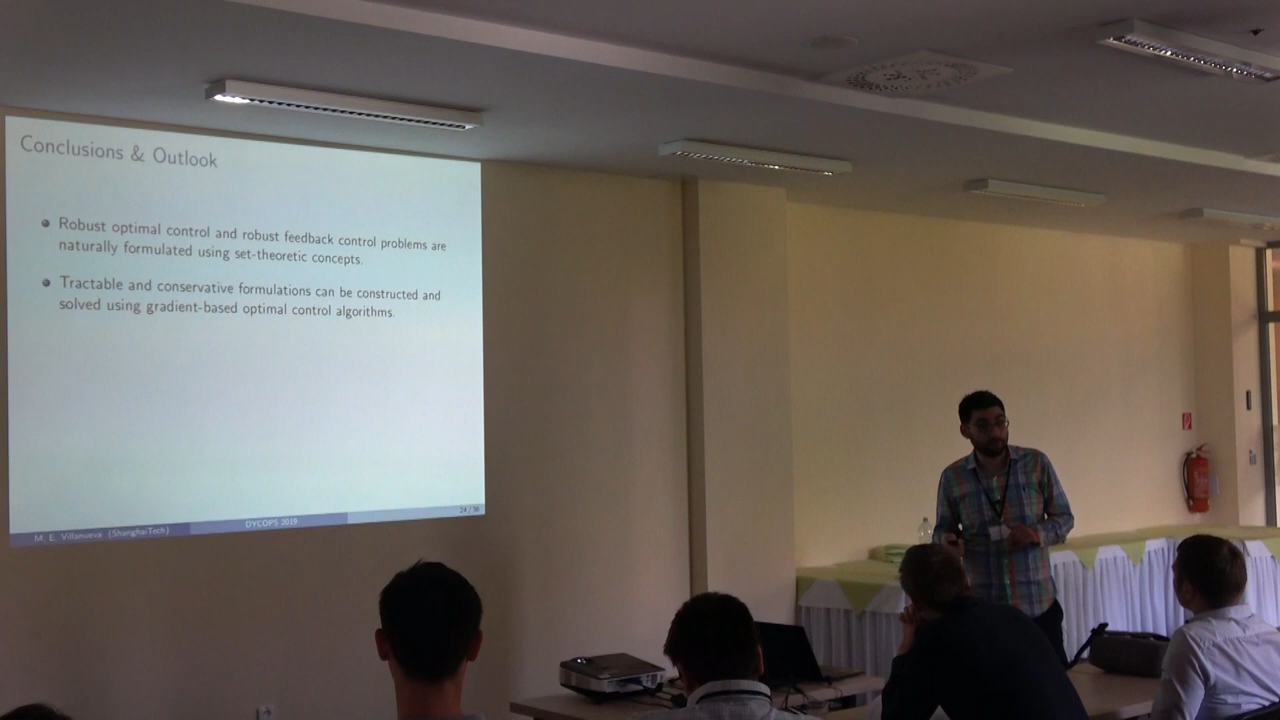 Conclusions & Outlook
Robust optimal control and robust feedback control problems are
naturally formulated using set-theoretic concepts.
Tractable and conservative formulations can be constructed and
solved using gradient-based optimal control algorithms.
24 / 36
M. E. Villanueva (ShanghaiTech)
DYCOPS 2019